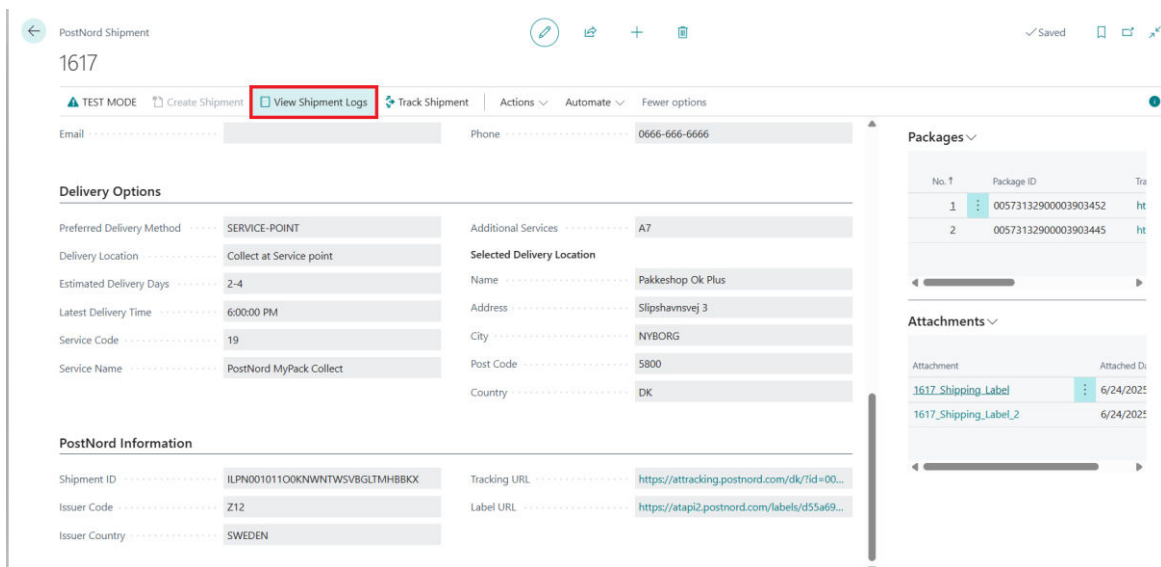 PostNord Shipment
Saved
1617
TEST MODE Create Shipment View Shipment Logs Track Shipment Actions Automate Fewer options
Email
Phone 0666-666-6666
Delivery Options
Preferred Delivery Method SERVICE-POINT
Delivery Location Collect at Service point
Estimated Delivery Days 2-4
Latest Delivery Time 6:00:00 PM
Service Code 19
Service Name PostNord MyPack Collect
Additional Services A7
Selected Delivery Location
Name Pakkeshop Ok Plus
Address Slipshavnsvej 3
City NYBORG
Post Code 5800
Country DK
PostNord Information
Shipment ID ILPN001011O0KNWNTWSVBGLTMHBBKX
Issuer Code Z12
Issuer Country SWEDEN
Tracking URL https://attracking.postnord.com/dk/?id=00...
Label URL https://atapi2.postnord.com/labels/d55a69...
Packages
No. ↑ Package ID Tra
1 00573132900003903452 ht
2 00573132900003903445 ht
Attachments
Attachment Attached Da
1617_Shipping_Label 6/24/2025
1617_Shipping_Label_2 6/24/2025